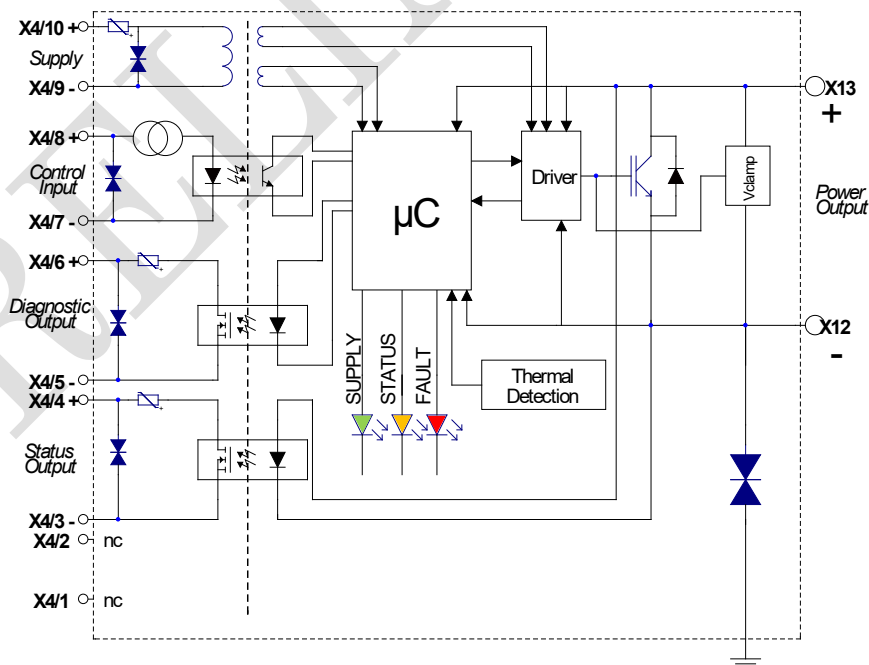 X4/10 +
Supply
X4/9 -
X4/8 +
Control
Input
X4/7 -
X4/6 +
Diagnostic
Output
X4/5 -
X4/4 +
Status
Output
X4/3 -
X4/2 nc
X4/1 nc
µC
Driver
SUPPLY
STATUS
FAULT
Thermal
Detection
Vclamp
X13
+
Power
Output
X12
-